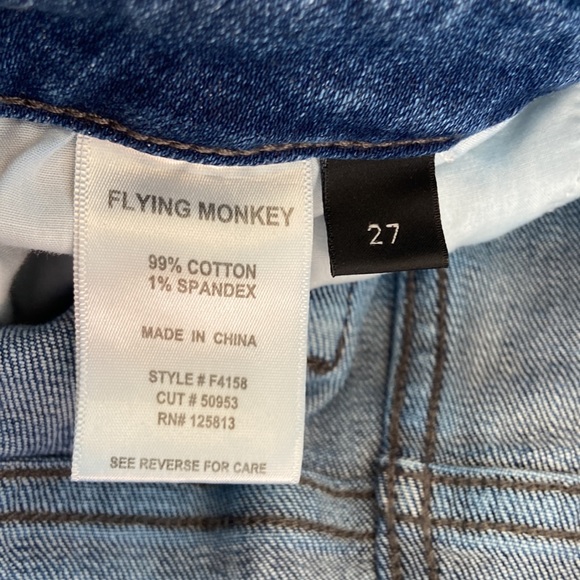 FLYING MONKEY
99% COTTON
1% SPANDEX
MADE IN CHINA
STYLE # F4158
CUT # 50953
RN# 125813
SEE REVERSE FOR CARE
27